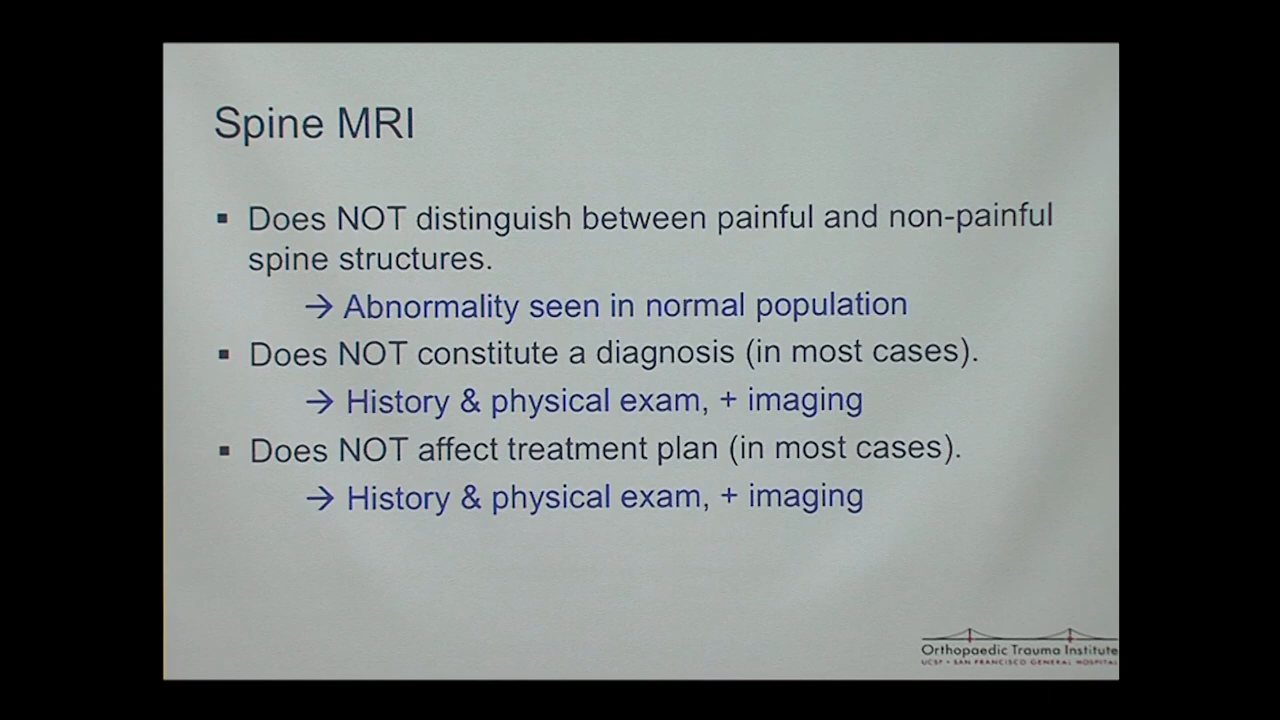 Spine MRI
▪ Does NOT distinguish between painful and non-painful
spine structures.
→ Abnormality seen in normal population
▪ Does NOT constitute a diagnosis (in most cases).
→ History & physical exam, + imaging
▪ Does NOT affect treatment plan (in most cases).
→ History & physical exam, + imaging
Orthopaedic Trauma Institute
UCSF • SAN FRANCISCO GENERAL HOSPITAL